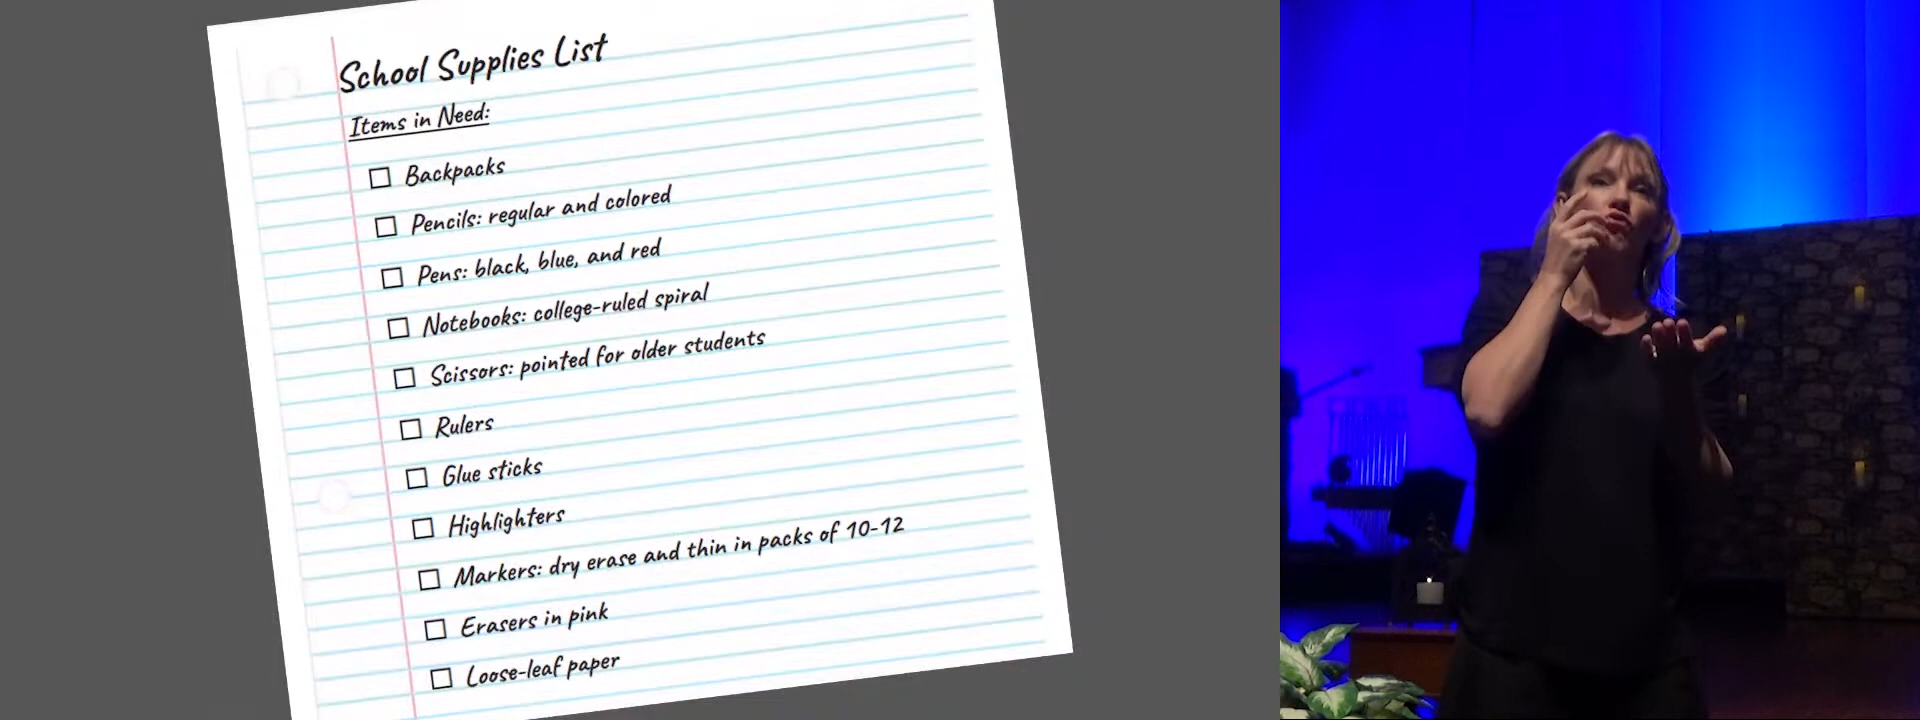 School Supplies List
Items in Need:
Backpacks
Pencils: regular and colored
Pens: black, blue, and red
Notebooks: college-ruled spiral
Scissors: pointed for older students
Rulers
Glue sticks
Highlighters
Markers: dry erase and thin in packs of 10-12
Erasers in pink
Loose-leaf paper